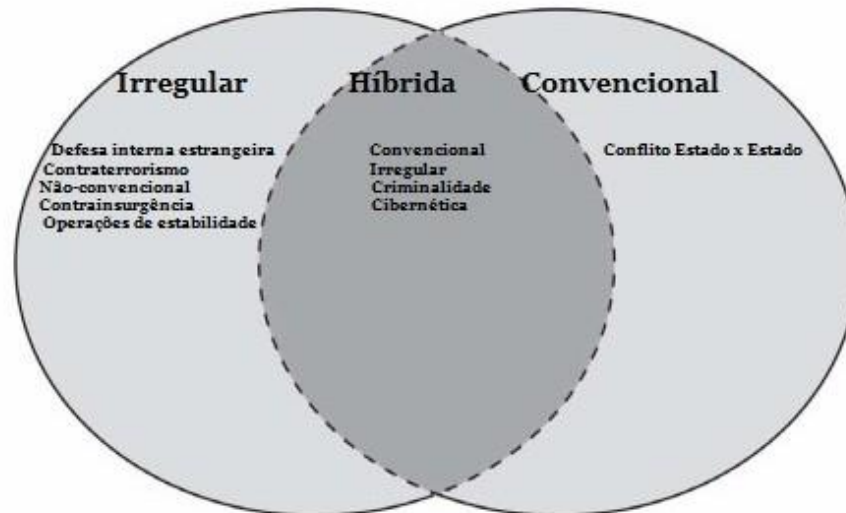 Irregular
Defesa interna estrangeira
Contraterrorismo
Não-convencional
Contrainsurgência
Operações de estabilidade
Híbrida
Convencional
Irregular
Criminalidade
Cibernética
Convencional
Conflito Estado x Estado